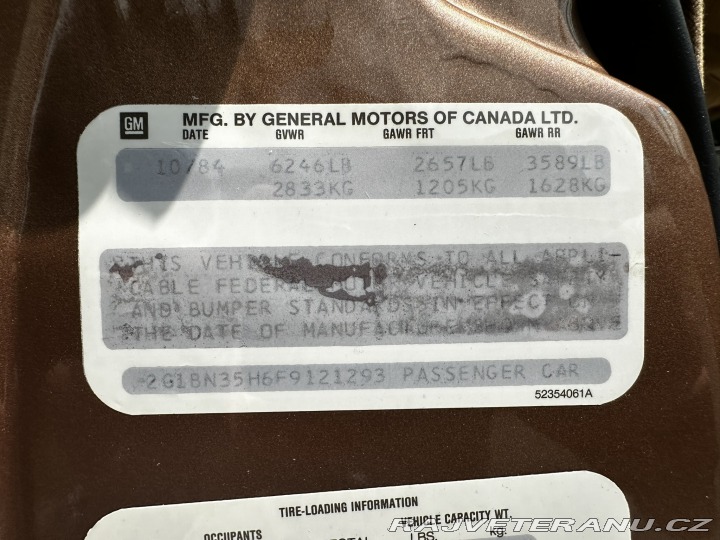 GM MFG. BY GENERAL MOTORS OF CANADA LTD.
DATE GVWR GAWR FRT GAWR RR
10/84 6246LB 2657LB 3589LB
2833KG 1205KG 1628KG
THIS VEHICLE CONFORMS TO ALL APPLI-
CABLE FEDERAL VEHICLE
AND BUMPER STANDARDS IN EFFECT
THE DATE OF MANUFACTURE
2G1BN35H6F9121293 PASSENGER CAR
52354061A
TIRE-LOADING INFORMATION
OCCUPANTS VEHICLE CAPACITY WT.
TOTAL LBS. kg.
RAJVETERANU.CZ